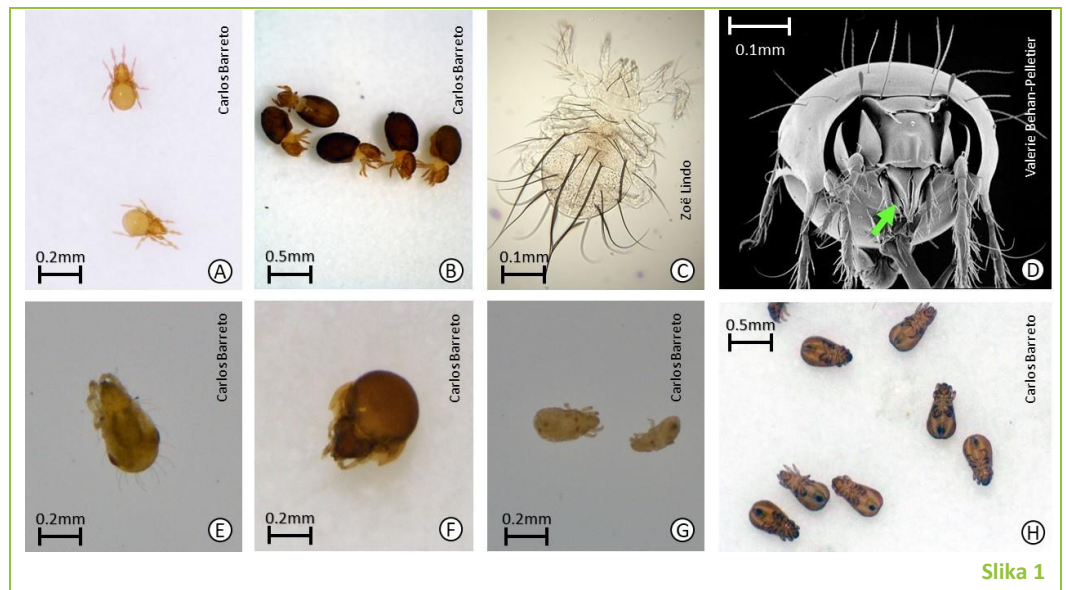 Carlos Barreto
0.2mm
A
Carlos Barreto
0.5mm
B
Zoë Lindo
0.1mm
C
0.1mm
Valerie Behan-Pelletier
D
Carlos Barreto
0.2mm
E
Carlos Barreto
0.2mm
F
Carlos Barreto
0.2mm
G
0.5mm
Carlos Barreto
H
Slika 1